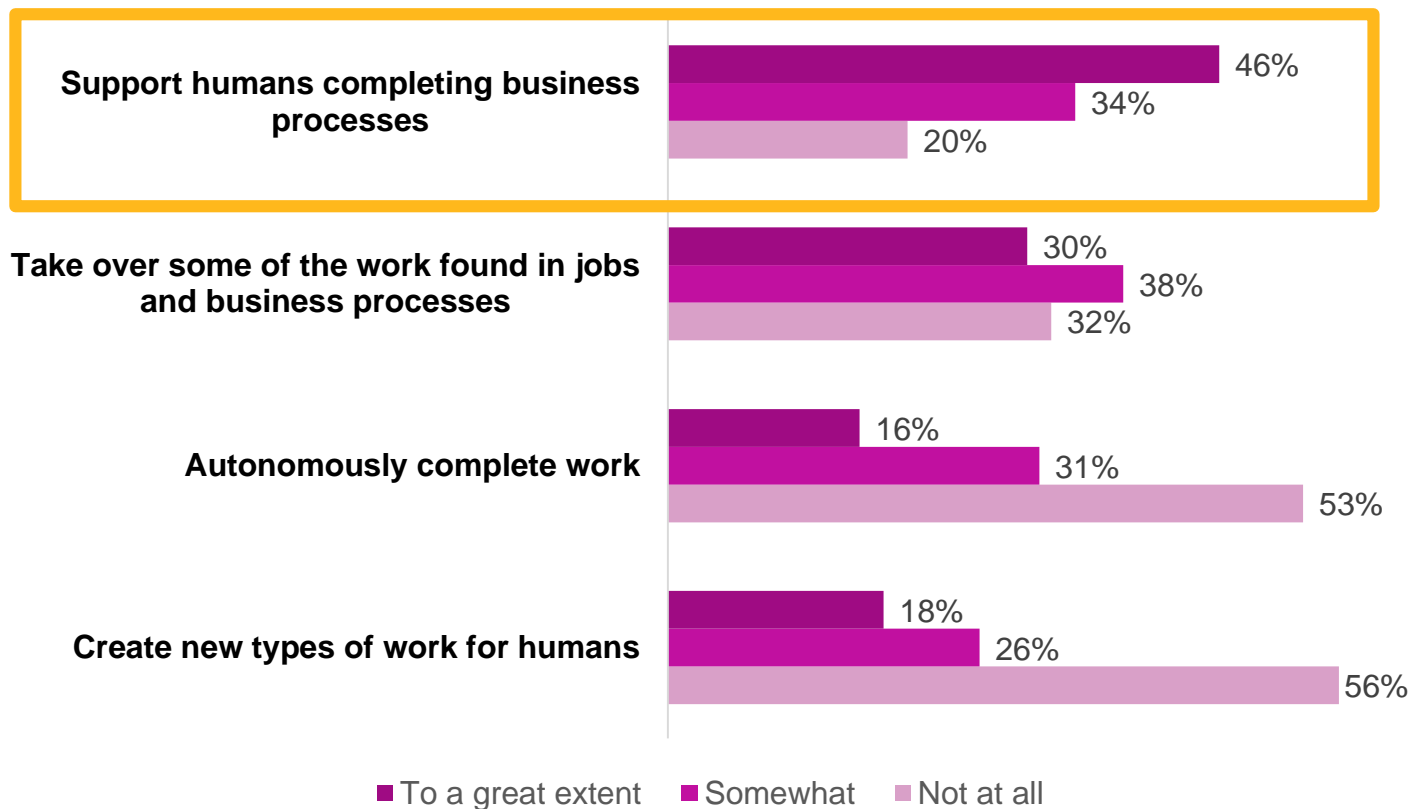 46%
Support humans completing business
processes
34%
20%
30%
Take over some of the work found in jobs
and business processes
38%
32%
16%
Autonomously complete work
31%
53%
18%
Create new types of work for humans
26%
56%
To a great extent Somewhat Not at all